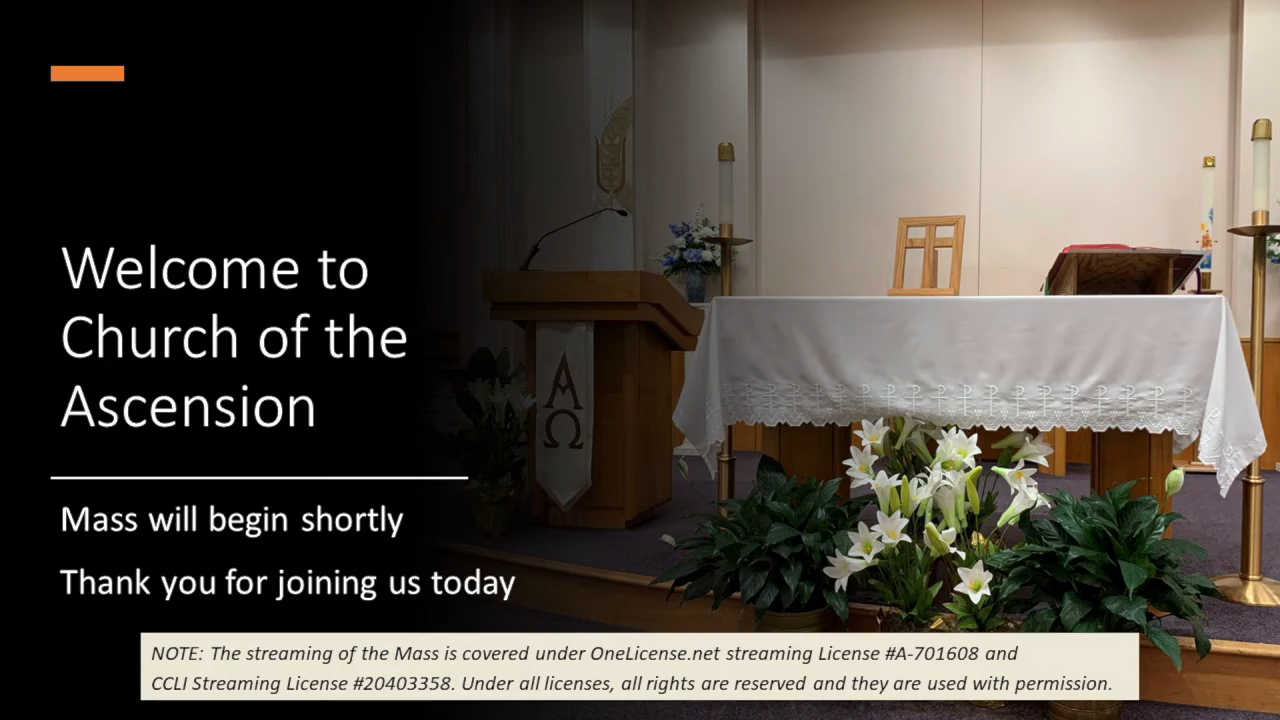 Welcome to
Church of the
Ascension
Mass will begin shortly
Thank you for joining us today
Α
Ω
NOTE: The streaming of the Mass is covered under OneLicense.net streaming License #A-701608 and
CCLI Streaming License #20403358. Under all licenses, all rights are reserved and they are used with permission.